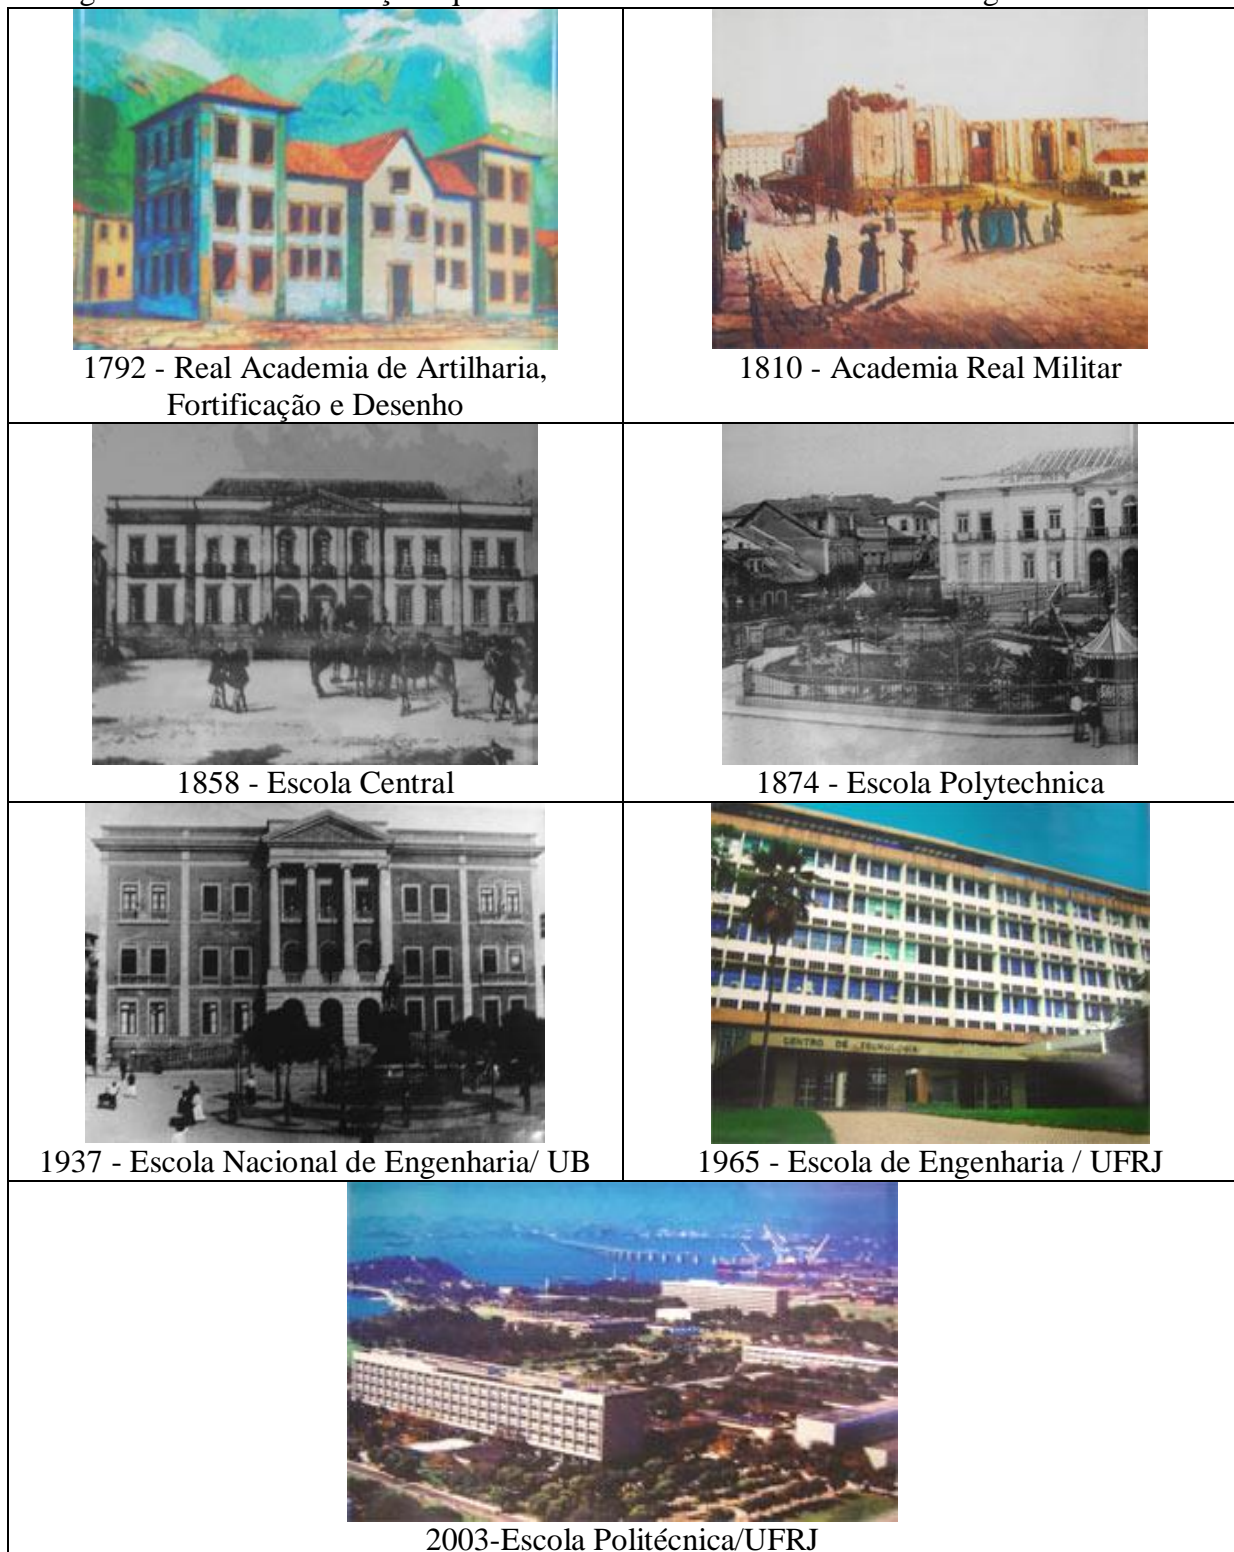 1792 - Real Academia de Artilharia,
Fortificação e Desenho
1810 - Academia Real Militar
1858 - Escola Central
1874 - Escola Polytechnica
CENTRO DE TECNOLOGIA
1937 - Escola Nacional de Engenharia/ UB
1965 - Escola de Engenharia / UFRJ
2003-Escola Politécnica/UFRJ